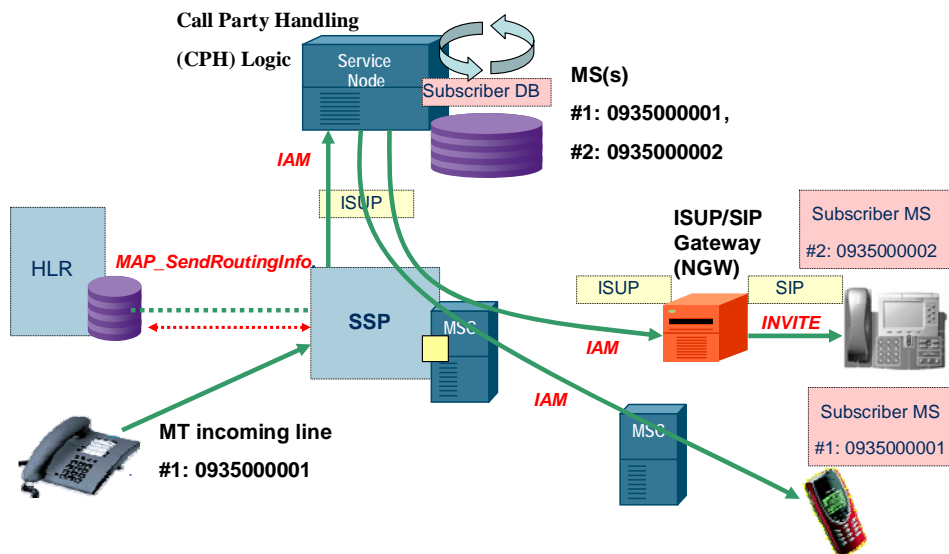 Call Party Handling
(CPH) Logic
Service
Node
Subscriber DB
MS(s)
#1: 0935000001,
#2: 0935000002
IAM
ISUP
HLR
MAP_SendRoutingInfo.
SSP
MSC
ISUP/SIP
Gateway
(NGW)
ISUP
SIP
Subscriber MS
#2: 0935000002
IAM
INVITE
IAM
MSC
Subscriber MS
#1: 0935000001
MT incoming line
#1: 0935000001